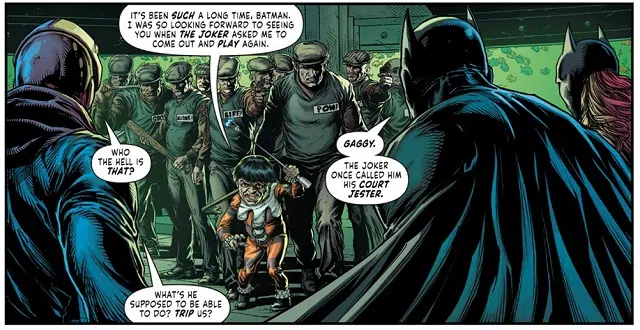 IT'S BEEN SUCH A LONG TIME, BATMAN.
I WAS SO LOOKING FORWARD TO SEEING
YOU WHEN THE JOKER ASKED ME TO
COME OUT AND PLAY AGAIN.
POW!
BIFF!
WHO
THE HELL IS
THAT?
GAGGY.
THE JOKER
ONCE CALLED HIM
HIS COURT
JESTER.
WHAT'S HE
SUPPOSED TO BE ABLE
TO DO? TRIP US?